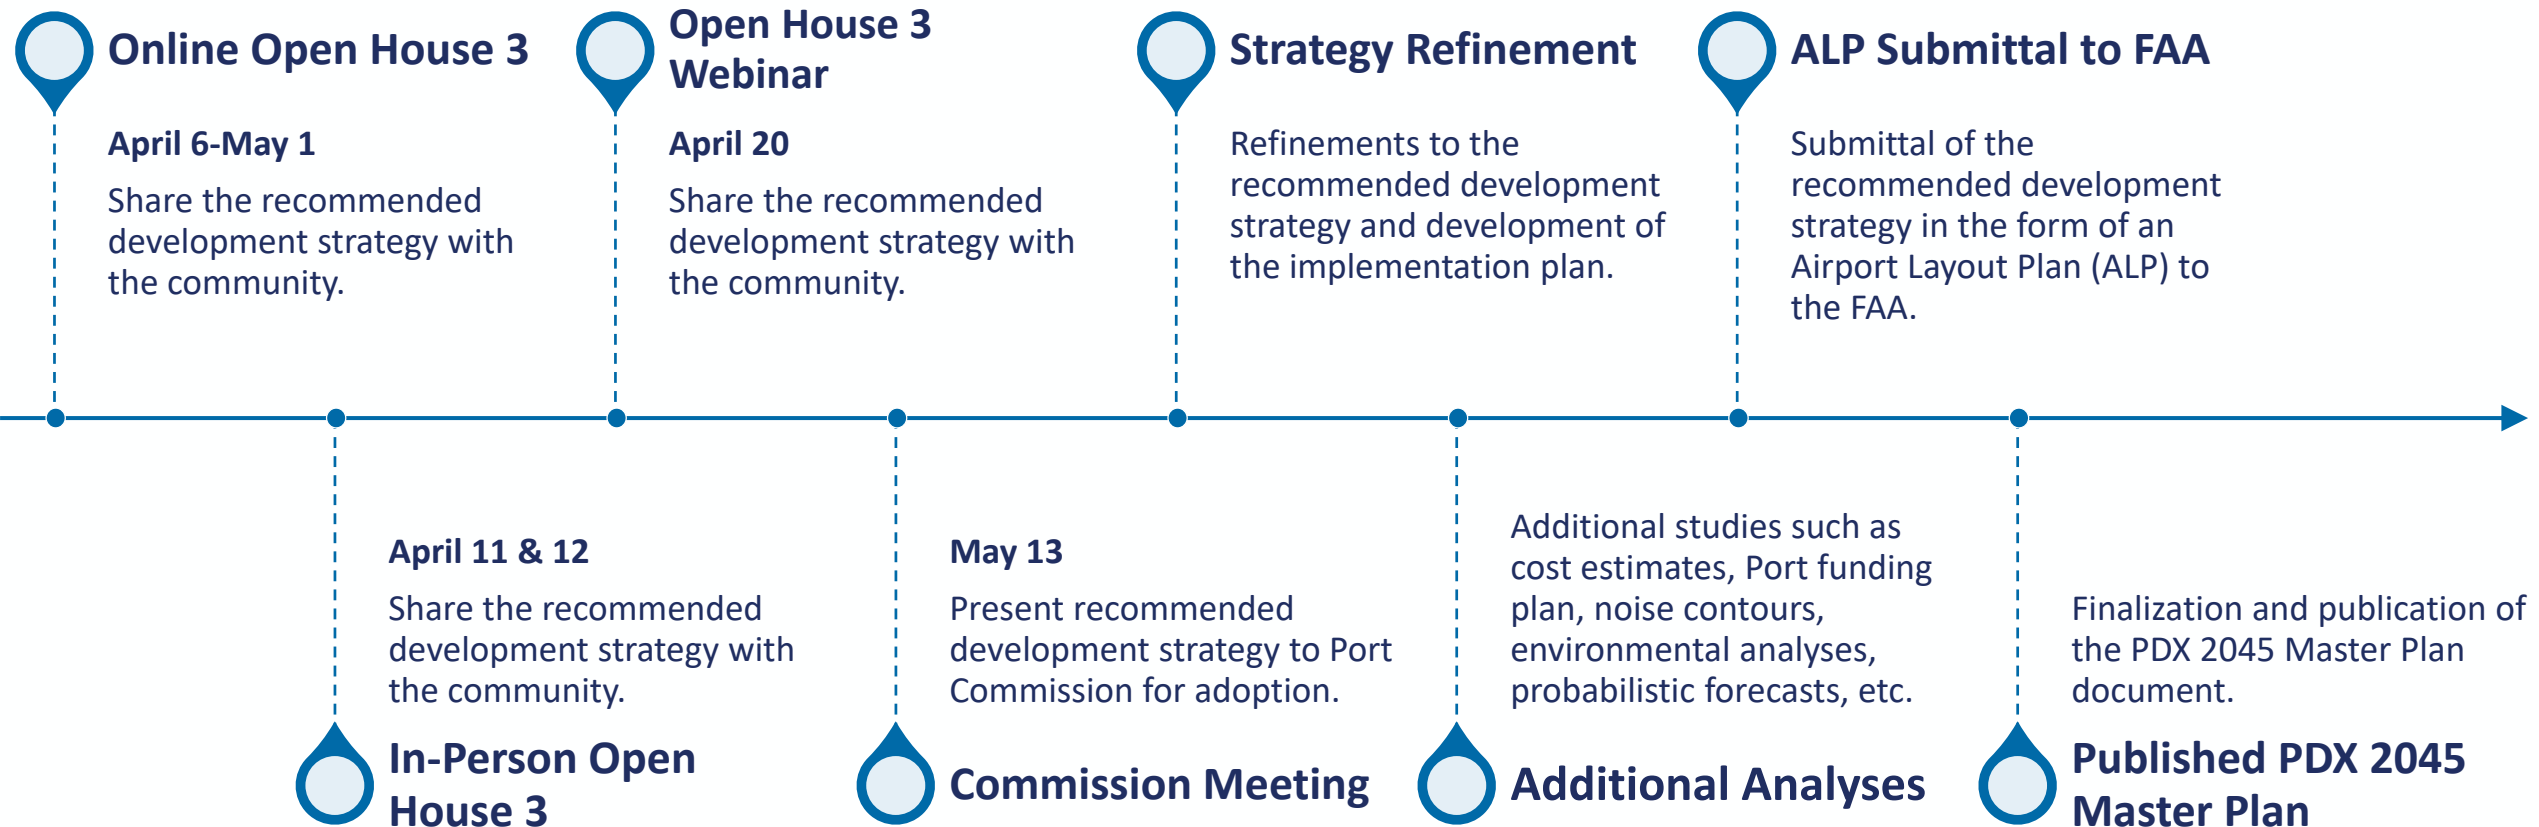 Online Open House 3
April 6-May 1
Share the recommended
development strategy with
the community.
In-Person Open
House 3
April 11 & 12
Share the recommended
development strategy with
the community.
Open House 3
Webinar
April 20
Share the recommended
development strategy with
the community.
Commission Meeting
May 13
Present recommended
development strategy to Port
Commission for adoption.
Strategy Refinement
Refinements to the
recommended development
strategy and development of
the implementation plan.
Additional Analyses
Additional studies such as
cost estimates, Port funding
plan, noise contours,
environmental analyses,
probabilistic forecasts, etc.
ALP Submittal to FAA
Submittal of the
recommended development
strategy in the form of an
Airport Layout Plan (ALP) to
the FAA.
Published PDX 2045
Master Plan
Finalization and publication of
the PDX 2045 Master Plan
document.